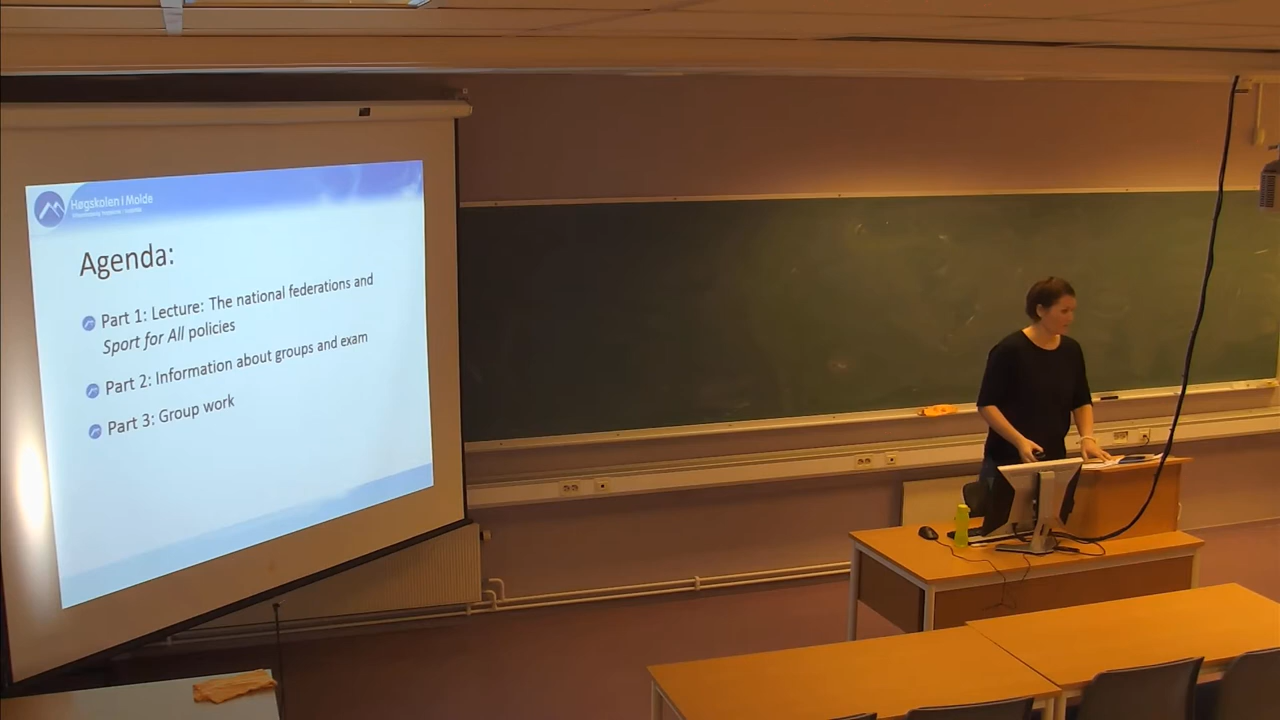 Høgskolen i Molde
Agenda:
Part 1: Lecture: The national federations and
Sport for All policies
Part 2: Information about groups and exam
Part 3: Group work